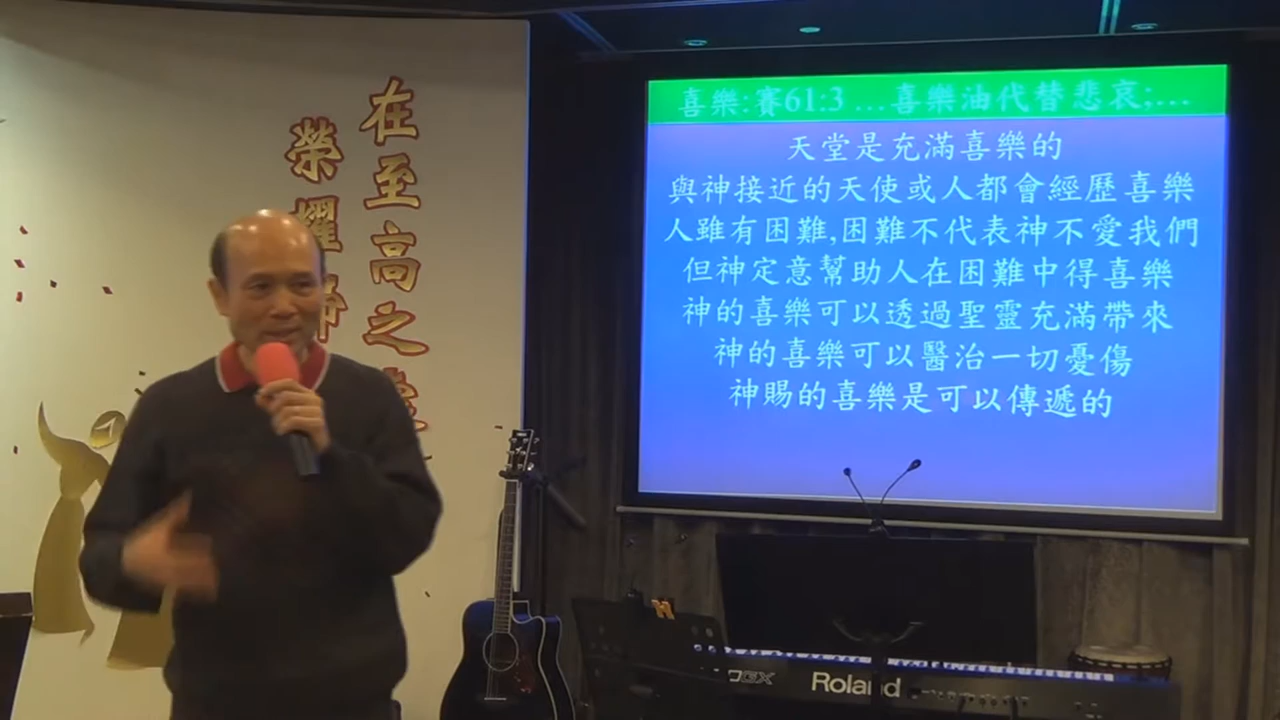 在至高之
榮耀
喜樂:賽61:3 …喜樂油代替悲哀;…
天堂是充滿喜樂的
與神接近的天使或人都會經歷喜樂
人雖有困難,困難不代表神不愛我們
但神定意幫助人在困難中得喜樂
神的喜樂可以透過聖靈充滿帶來
神的喜樂可以醫治一切憂傷
神賜的喜樂是可以傳遞的
Roland